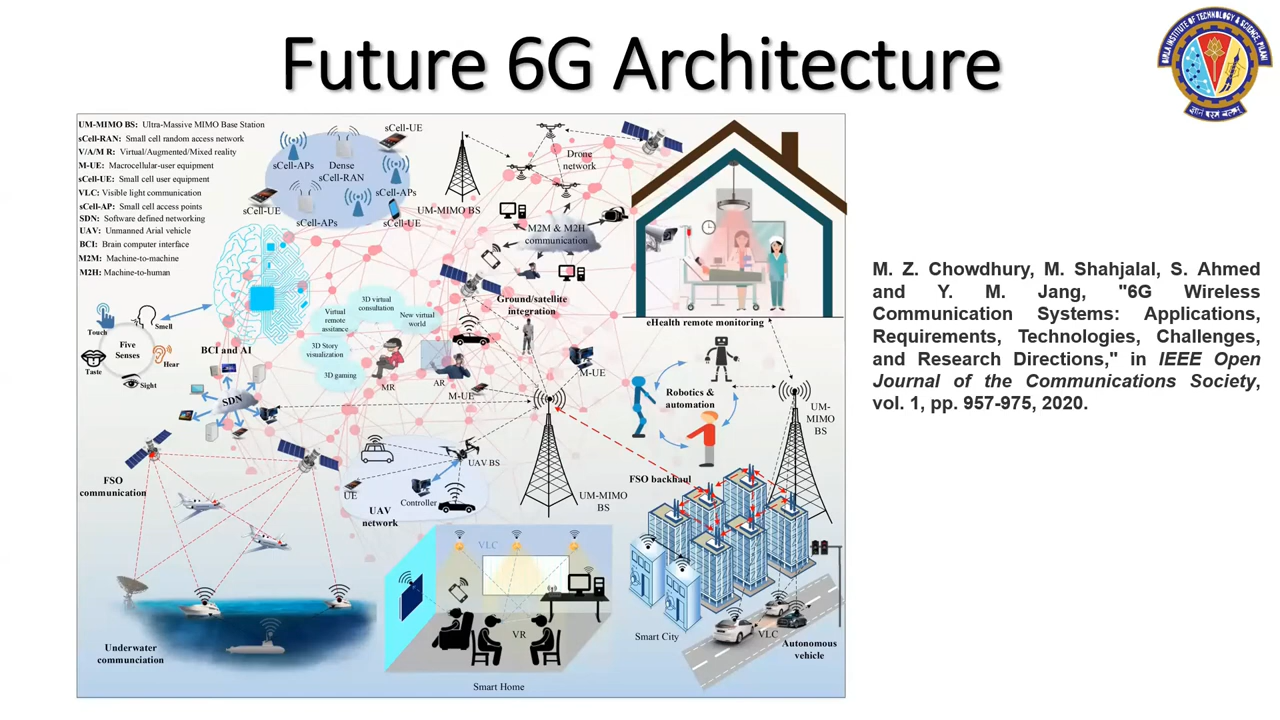 Future 6G Architecture
BIRLA INSTITUTE OF TECHNOLOGY & SCIENCE PILANI
UM-MIMO BS: Ultra-Massive MIMO Base Station
sCell-RAN: Small cell random access network
V/A/M R: Virtual/Augmented/Mixed reality
M-UE: Macrocellular-user equipment
sCell-UE: Small cell user equipment
VLC: Visible light communication
sCell-AP: Small cell access points
SDN: Software defined networking
UAV: Unmanned Arial vehicle
BCI: Brain computer interface
M2M: Machine-to-machine
M2H: Machine-to-human
sCell-UE
sCell-APs
Dense
sCell-RAN
sCell-APs
sCell-UE
sCell-APs
sCell-UE
UM-MIMO BS
Drone
network
M2M & M2H
communication
Ground/satellite
integration
eHealth remote monitoring
Touch
Smell
Five
Senses
Hear
Taste
Sight
BCI and AI
SDN
3D virtual
consultation
Virtual
remote
assitance
New virtual
world
3D Story
visualization
3D gaming
MR
AR
M-UE
M-UE
Robotics &
automation
UM-
MIMO
BS
FSO
communication
UAV BS
UE
Controller
UAV
network
UM-MIMO
BS
FSO backhaul
VLC
VR
Smart Home
Underwater
communciation
Smart City
VLC
Autonomous
vehicle
M. Z. Chowdhury, M. Shahjalal, S. Ahmed
and Y. M. Jang, "6G Wireless
Communication Systems: Applications,
Requirements, Technologies, Challenges,
and Research Directions," in IEEE Open
Journal of the Communications Society,
vol. 1, pp. 957-975, 2020.